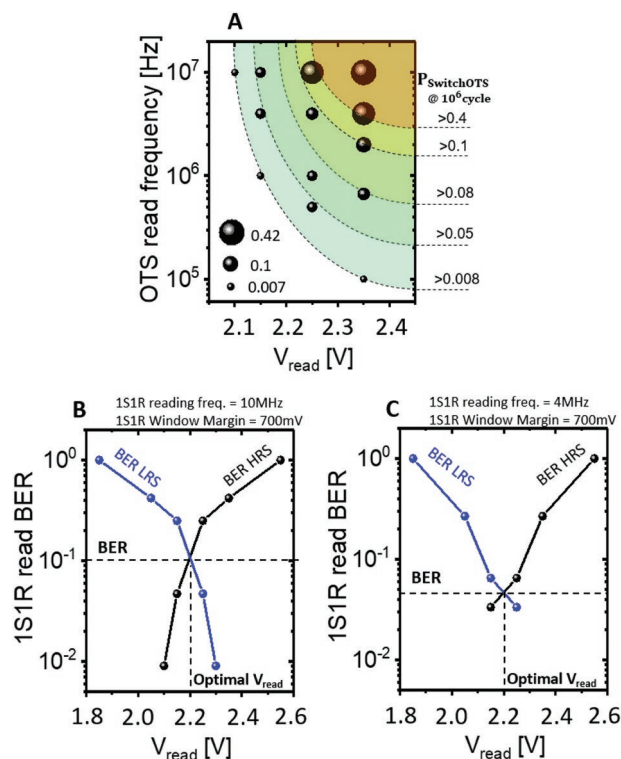 A
OTS read frequency [Hz]
10⁷
10⁶
10⁵
0.42
0.1
0.007
2.1 2.2 2.3 2.4
V_read [V]
P_SwitchOTS
@ 10⁶cycle
>0.4
>0.1
>0.08
>0.05
>0.008
B
1S1R reading freq. = 10MHz
1S1R Window Margin = 700mV
1S1R read BER
10⁰
10⁻¹
10⁻²
BER LRS
BER HRS
BER
Optimal V_read
1.8 2.0 2.2 2.4 2.6
V_read [V]
C
1S1R reading freq. = 4MHz
1S1R Window Margin = 700mV
1S1R read BER
10⁰
10⁻¹
10⁻²
BER LRS
BER HRS
BER
Optimal V_read
1.8 2.0 2.2 2.4 2.6
V_read [V]